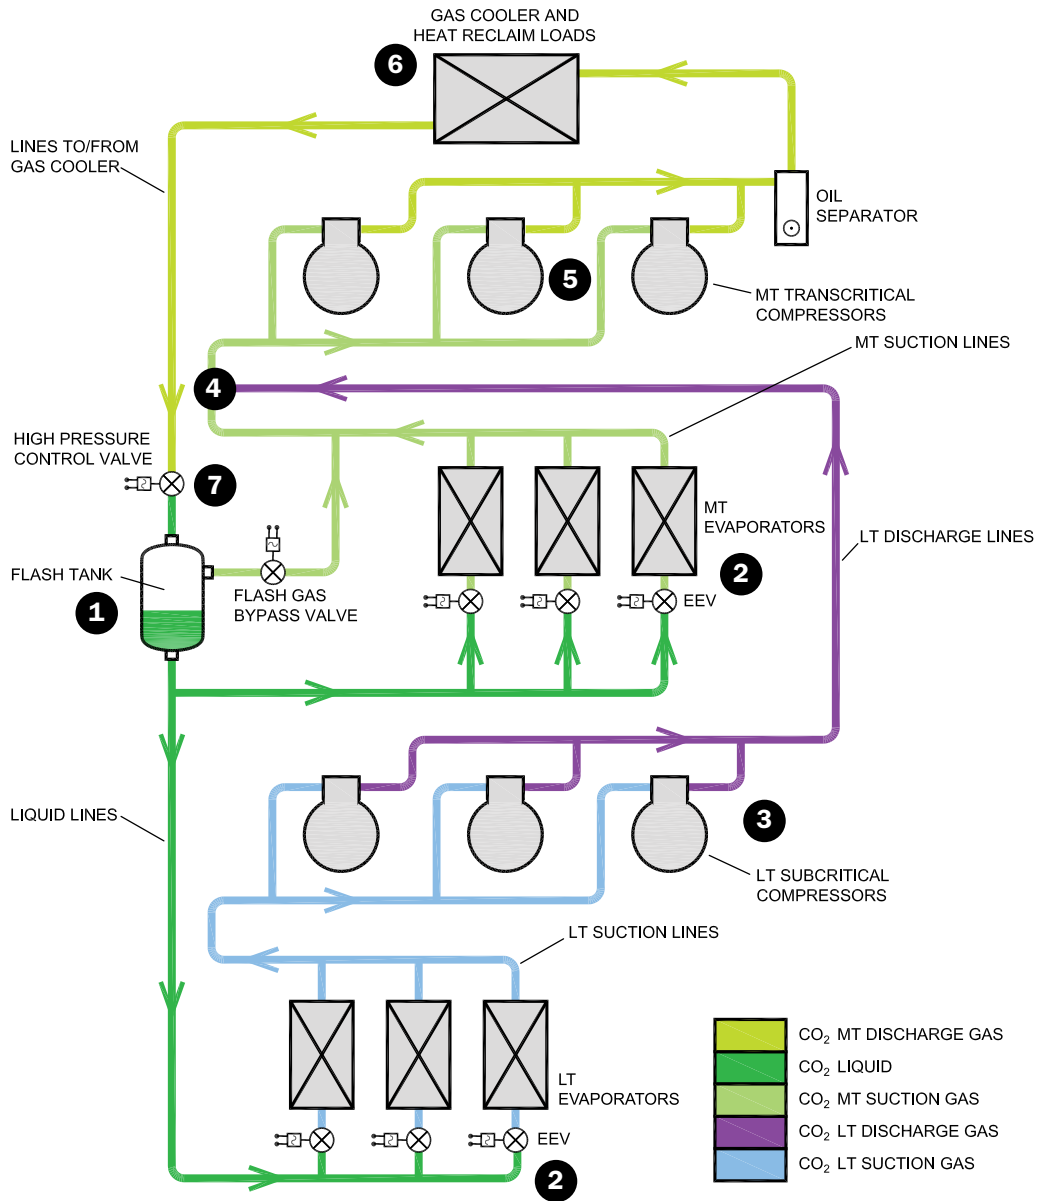 GAS COOLER AND
HEAT RECLAIM LOADS
6
LINES TO/FROM
GAS COOLER
OIL
SEPARATOR
5
MT TRANSCRITICAL
COMPRESSORS
MT SUCTION LINES
4
HIGH PRESSURE
CONTROL VALVE
7
MT
EVAPORATORS
LT DISCHARGE LINES
FLASH TANK
1
FLASH GAS
BYPASS VALVE
2
EEV
LIQUID LINES
3
LT SUBCRITICAL
COMPRESSORS
LT SUCTION LINES
LT
EVAPORATORS
EEV
2
CO₂ MT DISCHARGE GAS
CO₂ LIQUID
CO₂ MT SUCTION GAS
CO₂ LT DISCHARGE GAS
CO₂ LT SUCTION GAS